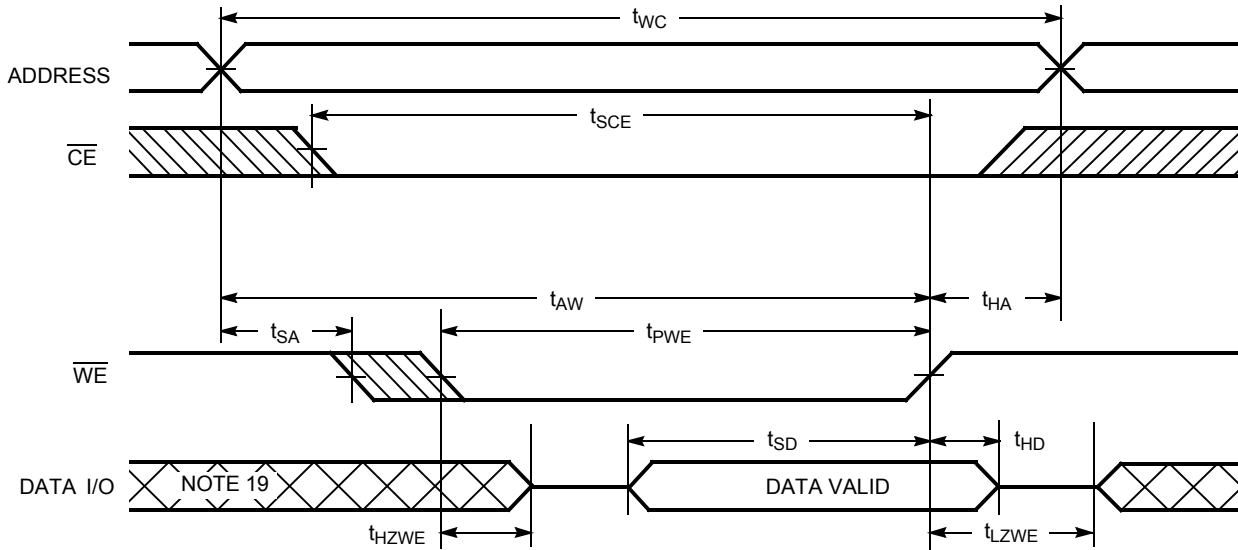 tWC
ADDRESS
tSCE
CE
tAW
tHA
tSA
tPWE
WE
tSD
tHD
DATA I/O
NOTE 19
DATA VALID
tHZWE
tLZWE